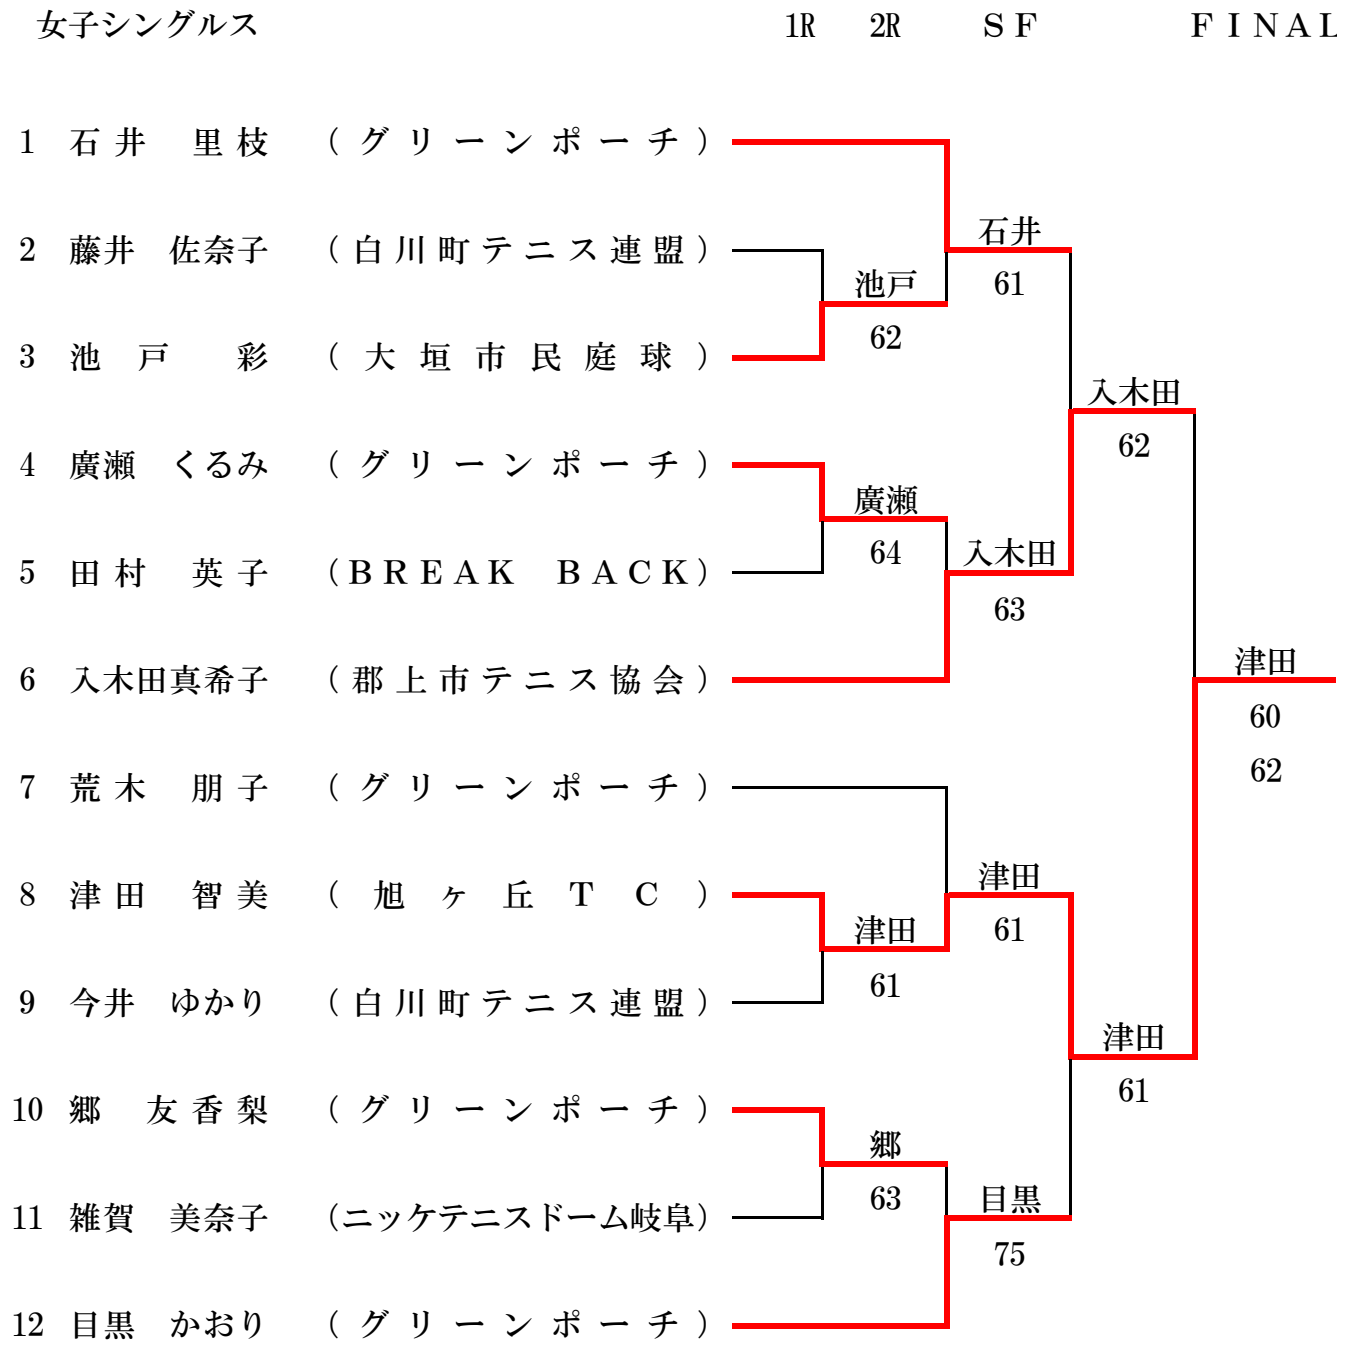 女子シングルス 1R 2R ＳＦ ＦＩＮＡＬ
1 石井 里枝 （グリーンポーチ）
石井
2 藤井 佐奈子 （白川町テニス連盟）
池戸 61
62
3 池戸 彩 （大垣市民庭球）
入木田
62
4 廣瀬 くるみ （グリーンポーチ）
廣瀬
64 入木田
5 田村 英子 （ＢＲＥＡＫ ＢＡＣＫ）
63
津田
6 入木田真希子 （郡上市テニス協会）
60
62
7 荒木 朋子 （グリーンポーチ）
津田
8 津田 智美 （旭ヶ丘ＴＣ）
津田 61
61
9 今井 ゆかり （白川町テニス連盟）
津田
61
10 郷 友香梨 （グリーンポーチ）
郷
63 目黒
11 雑賀 美奈子 （ニッケテニスドーム岐阜）
75
12 目黒 かおり （グリーンポーチ）